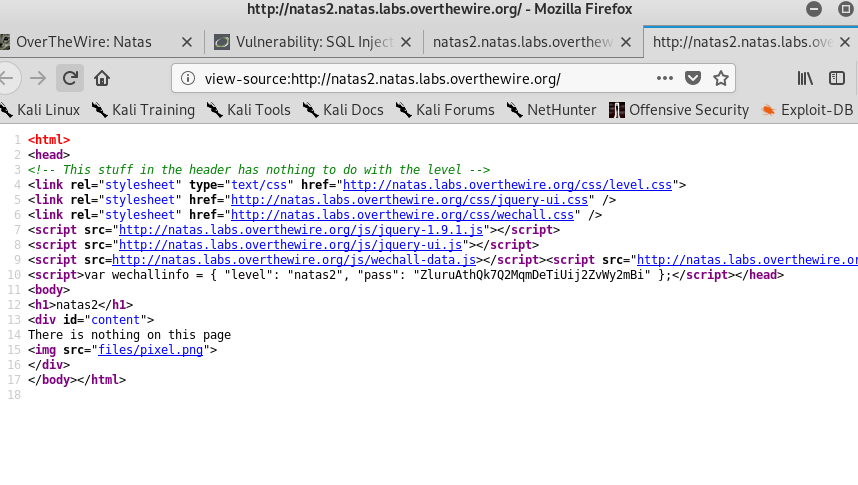 http://natas2.natas.labs.overthewire.org/ - Mozilla Firefox
OverTheWire: Natas Vulnerability: SQL Inject natas2.natas.labs.overthew http://natas2.natas.labs.ove
view-source:http://natas2.natas.labs.overthewire.org/
Kali Linux Kali Training Kali Tools Kali Docs Kali Forums NetHunter Offensive Security Exploit-DB
1 <html>
2 <head>
3 <!-- This stuff in the header has nothing to do with the level -->
4 <link rel="stylesheet" type="text/css" href="http://natas.labs.overthewire.org/css/level.css">
5 <link rel="stylesheet" href="http://natas.labs.overthewire.org/css/jquery-ui.css" />
6 <link rel="stylesheet" href="http://natas.labs.overthewire.org/css/wechall.css" />
7 <script src="http://natas.labs.overthewire.org/js/jquery-1.9.1.js"></script>
8 <script src="http://natas.labs.overthewire.org/js/jquery-ui.js"></script>
9 <script src=http://natas.labs.overthewire.org/js/wechall-data.js></script><script src="http://natas.labs.overthewire.or
10 <script>var wechallinfo = { "level": "natas2", "pass": "ZluruAthQk7Q2MqmDeTiUij2ZvWy2mBi" };</script></head>
11 <body>
12 <h1>natas2</h1>
13 <div id="content">
14 There is nothing on this page
15 <img src="files/pixel.png">
16 </div>
17 </body></html>
18